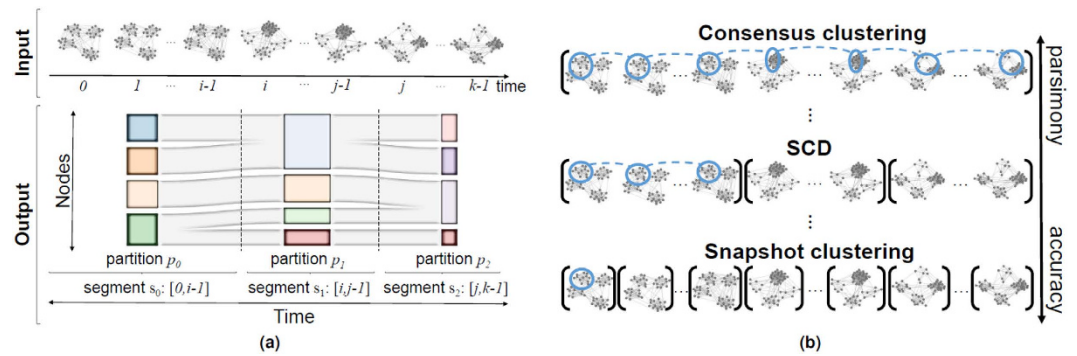 Input
0 1 ... i-1 i ... j-1 j ... k-1 time
Output
Nodes
partition p0 partition p1 partition p2
segment s0: [0,i-1] segment s1: [i,j-1] segment s2: [j,k-1]
Time
(a)
Consensus clustering
...
SCD
...
Snapshot clustering
parsimony
accuracy
(b)